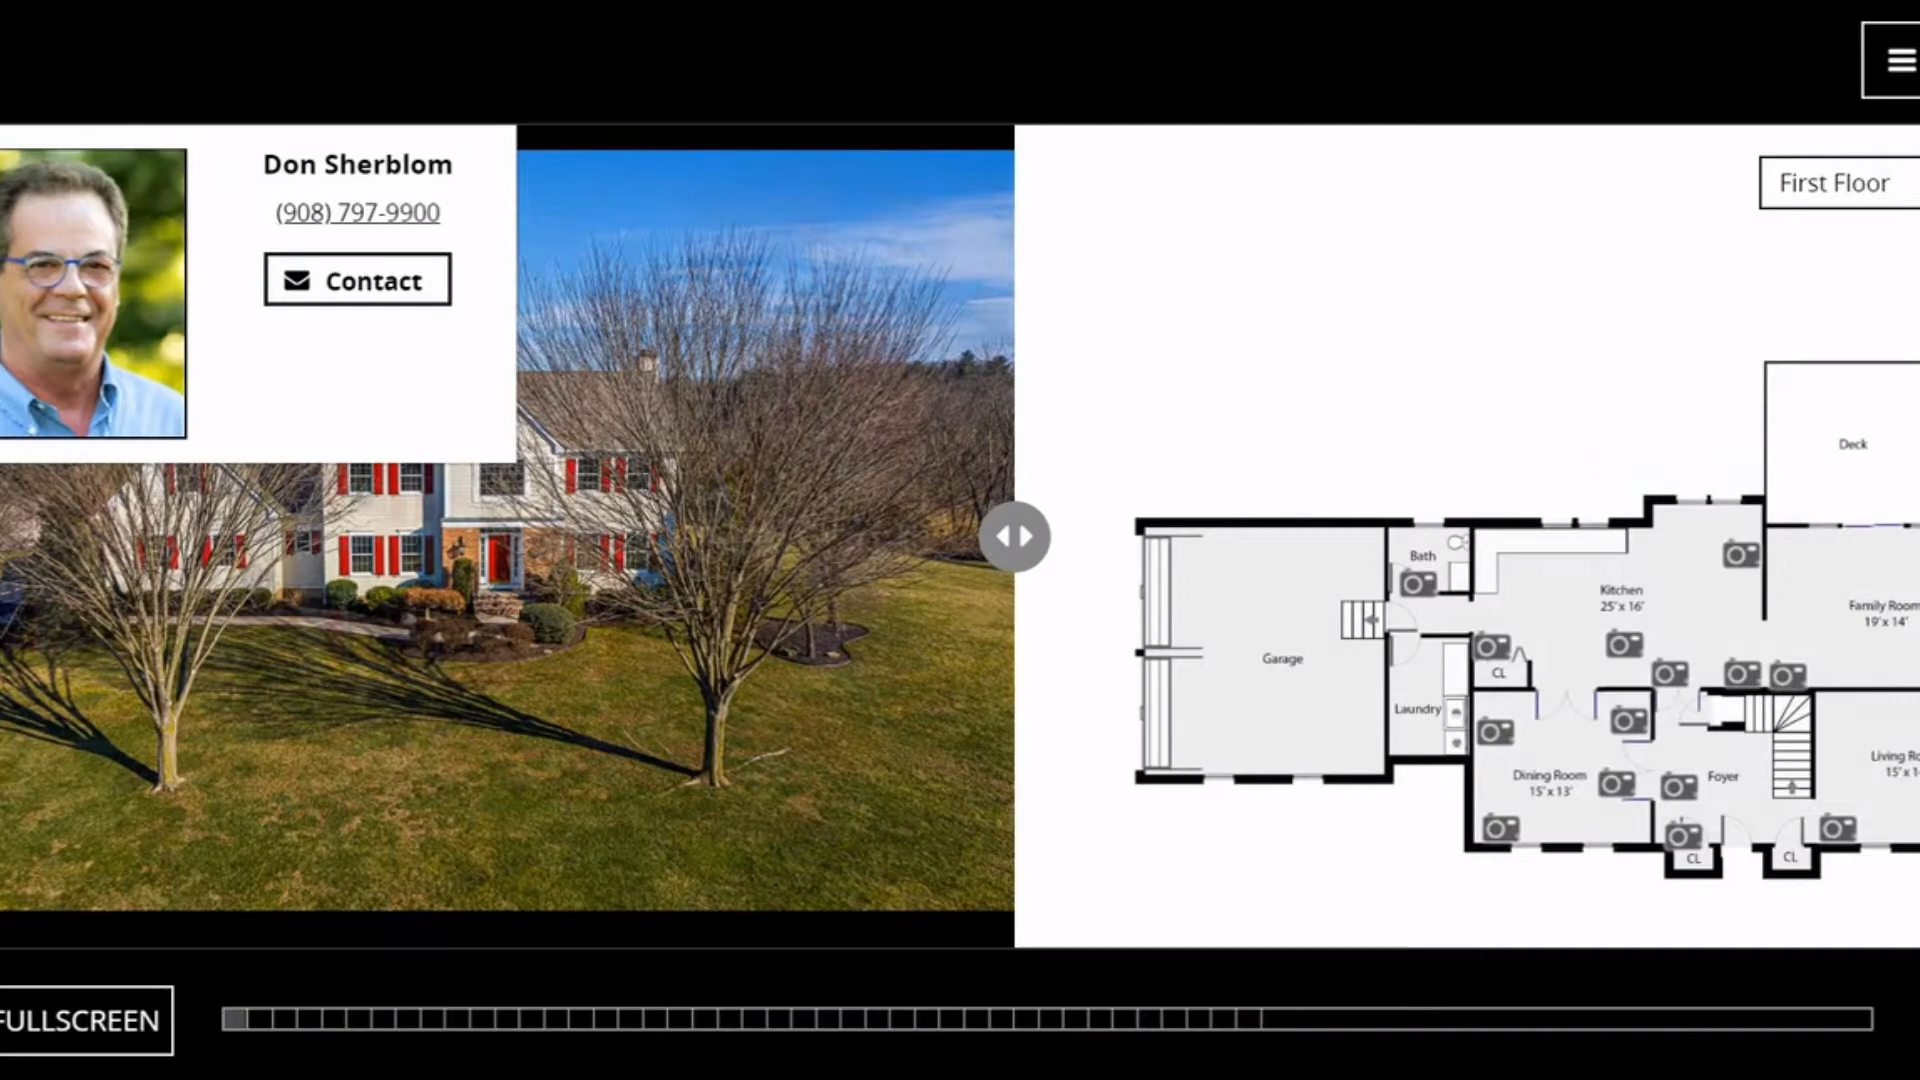 Don Sherblom
(908) 797-9900
Contact
First Floor
Deck
Bath
Kitchen
25' x 16'
Family Room
19' x 14'
Garage
CL
Laundry
Dining Room
15' x 13'
Foyer
Living
CL
CL
FULLSCREEN